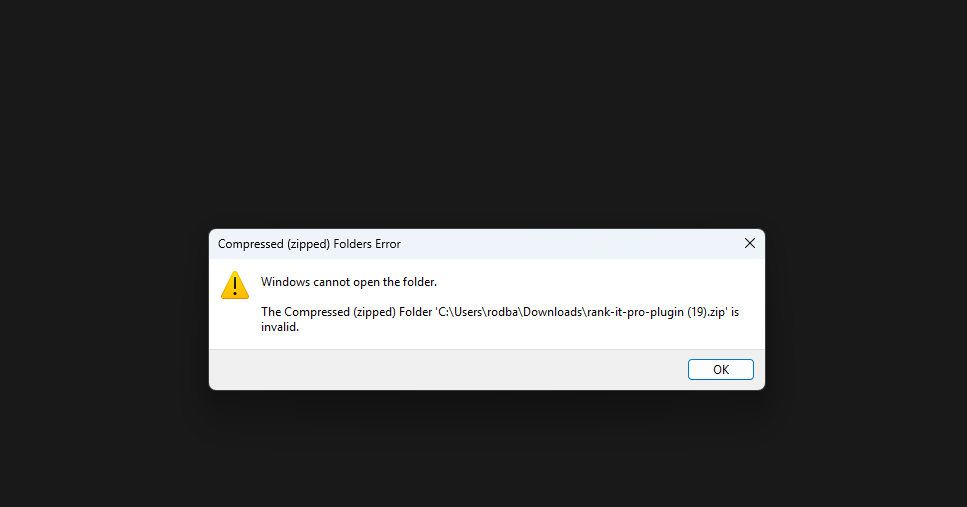 Compressed (zipped) Folders Error
Windows cannot open the folder.
The Compressed (zipped) Folder 'C:\Users\rodba\Downloads\rank-it-pro-plugin (19).zip' is
invalid.
OK